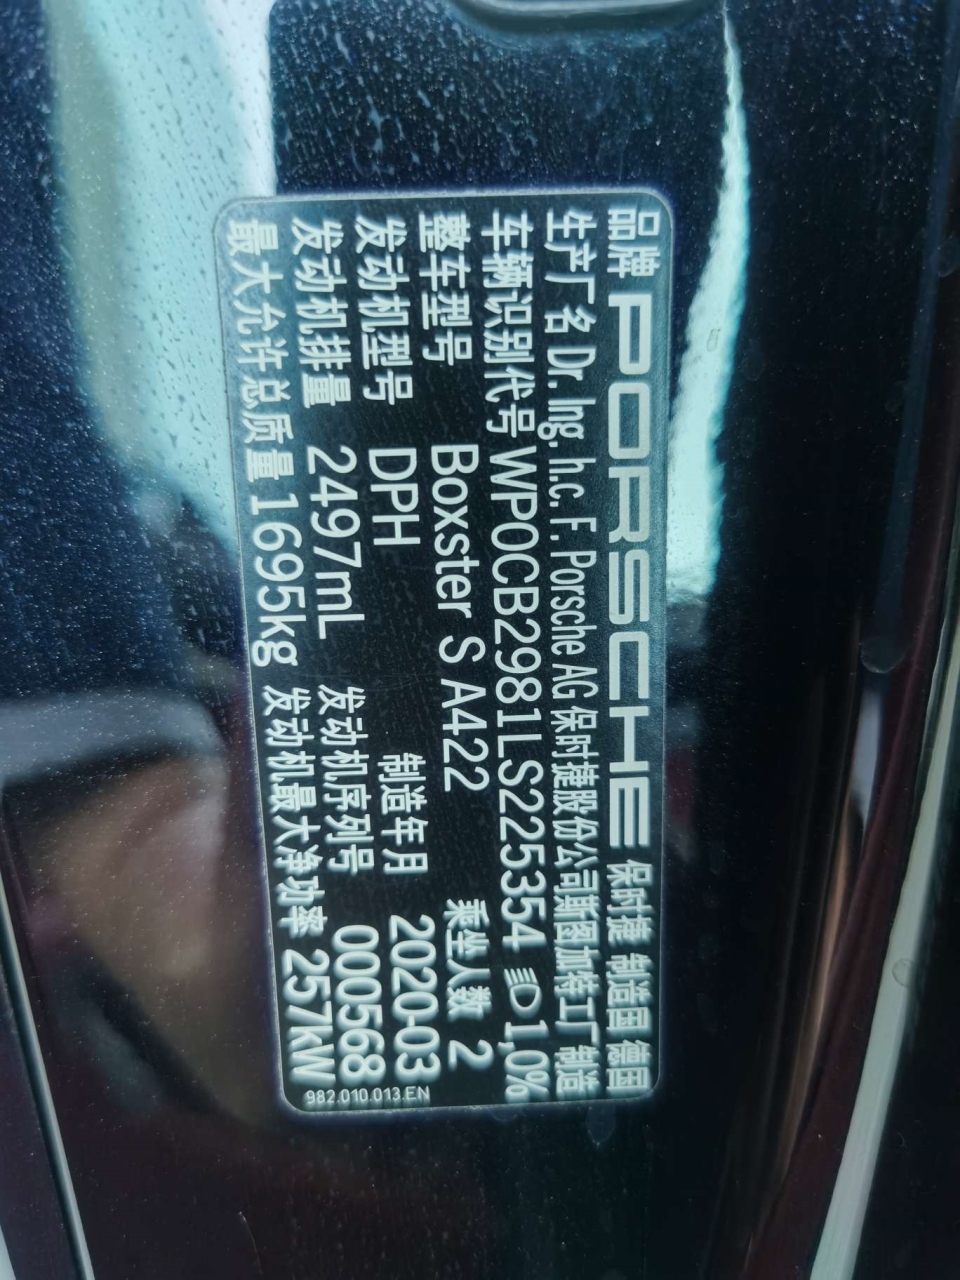 品牌 PORSCHE 保时捷 制造国 德国
生产厂名 Dr. Ing. h.c. F. Porsche AG 保时捷股份公司斯图加特工厂 制造
车辆识别代号 WP0CB2981LS225354 1,0%
整车型号 Boxster S A422 乘坐人数 2
发动机型号 DPH 制造年月 2020-03
发动机排量 2497mL 发动机序列号 000568
最大允许总质量 1695kg 发动机最大净功率 257kW
982.010.013.EN